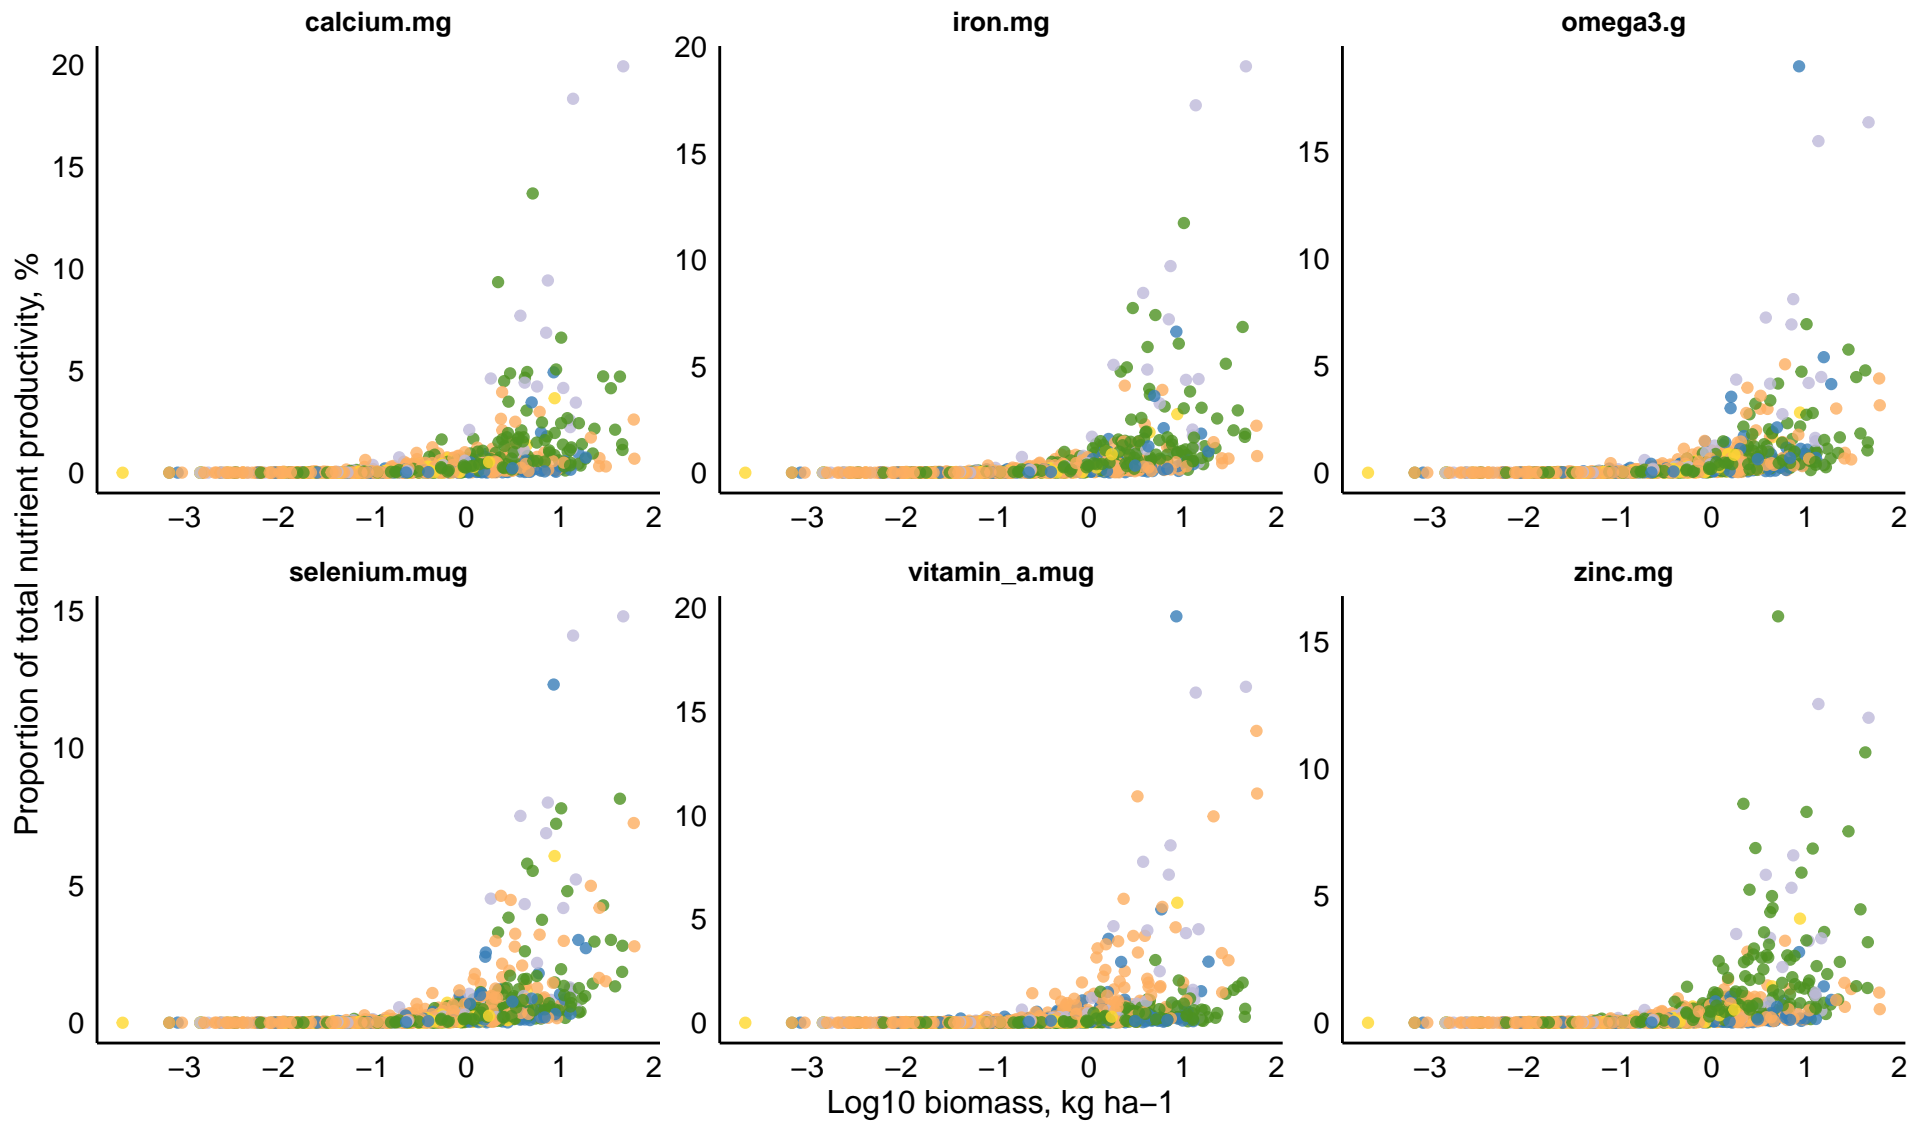 calcium.mg iron.mg omega3.g
20 20
15 15 15
10 10 10
5 5 5
0 0 0
−3 −2 −1 0 1 2 −3 −2 −1 0 1 2 −3 −2 −1 0 1 2
Proportion of total nutrient productivity, %
selenium.mug vitamin_a.mug zinc.mg
15 20 15
10 15 10
5 10 5
0 5 0
0
−3 −2 −1 0 1 2 −3 −2 −1 0 1 2 −3 −2 −1 0 1 2
Log10 biomass, kg ha−1